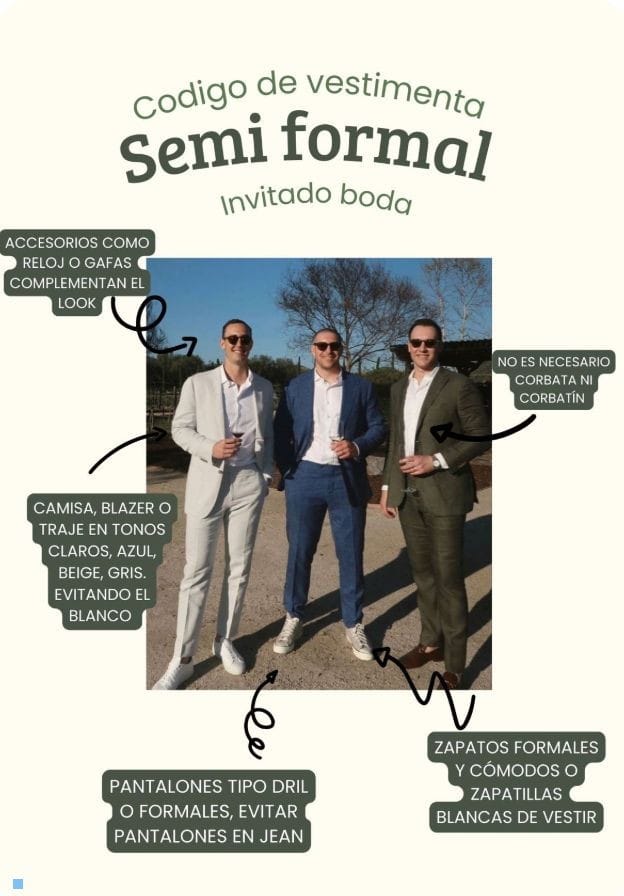 Codigo de vestimenta
Semi formal
Invitado boda
ACCESORIOS COMO
RELOJ O GAFAS
COMPLEMENTAN EL
LOOK
NO ES NECESARIO
CORBATA NI
CORBATÍN
CAMISA, BLAZER O
TRAJE EN TONOS
CLAROS, AZUL,
BEIGE, GRIS.
EVITANDO EL
BLANCO
ZAPATOS FORMALES
Y CÓMODOS O
ZAPATILLAS
BLANCAS DE VESTIR
PANTALONES TIPO DRIL
O FORMALES, EVITAR
PANTALONES EN JEAN